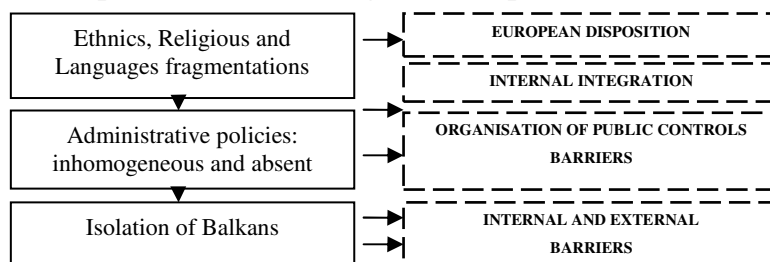 Ethnics, Religious and
Languages fragmentations
EUROPEAN DISPOSITION
INTERNAL INTEGRATION
Administrative policies:
inhomogeneous and absent
ORGANISATION OF PUBLIC CONTROLS
BARRIERS
Isolation of Balkans
INTERNAL AND EXTERNAL
BARRIERS